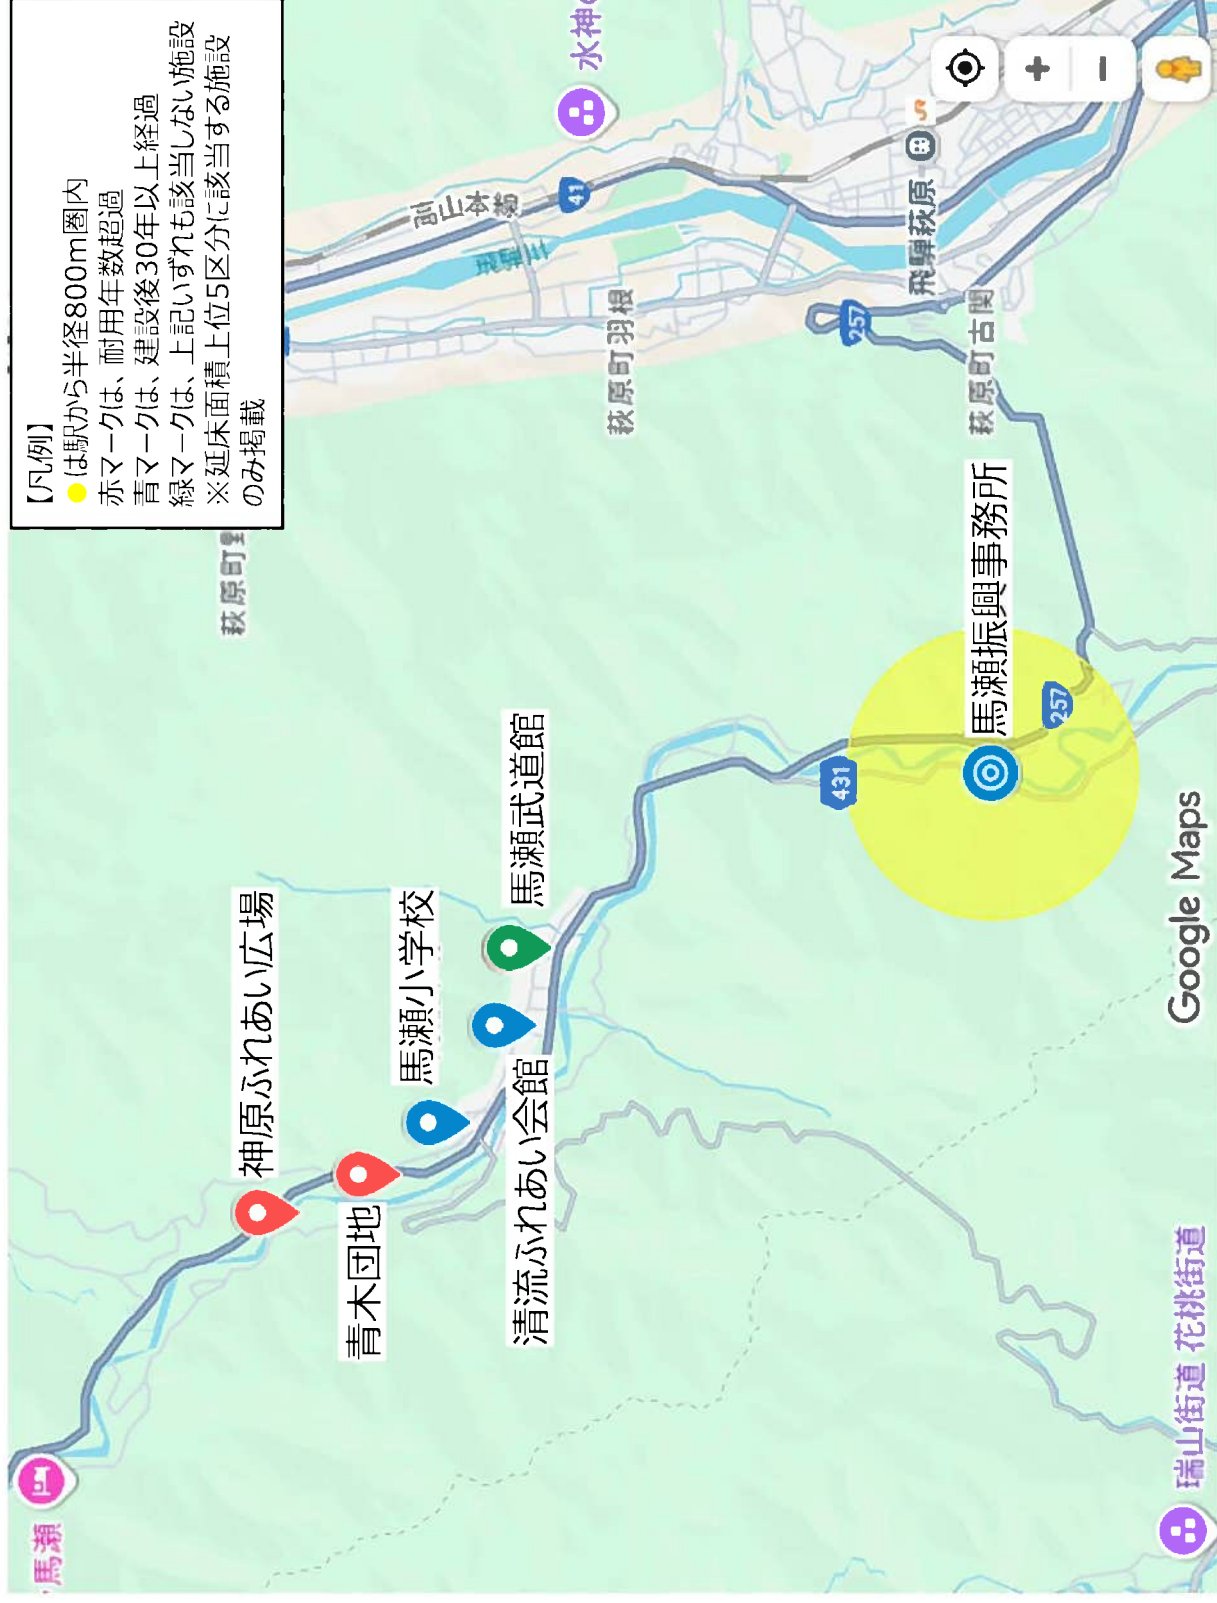 【凡例】
●は駅から半径800m圏内
赤マークは、耐用年数超過
青マークは、建設後30年以上経過
緑マークは、上記いずれも該当しない施設
※延床面積上位5区分に該当する施設
のみ掲載
萩原町
水神
高山本線
41
萩原町羽根
257
飛騨萩原
萩原町古関
神原ふれあい広場
青木団地
馬瀬小学校
清流ふれあい会館
馬瀬武道館
431
馬瀬振興事務所
257
馬瀬
瑞山街道 花桃街道
Google Maps